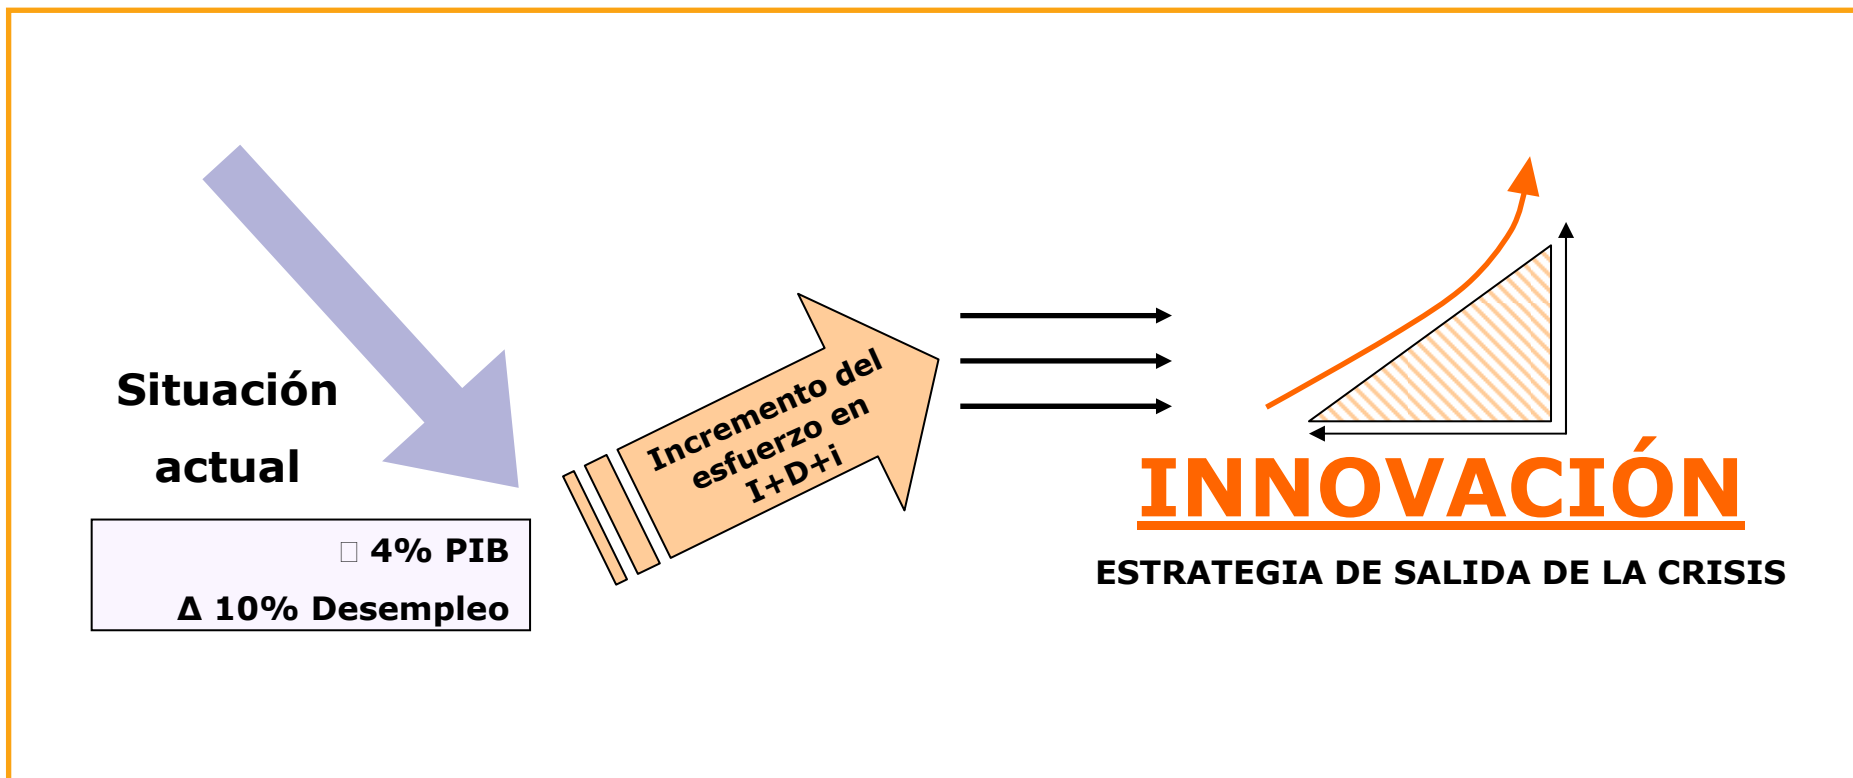 Situación
actual
4% PIB
Δ 10% Desempleo
Incremento del
esfuerzo en
I+D+i
INNOVACIÓN
ESTRATEGIA DE SALIDA DE LA CRISIS